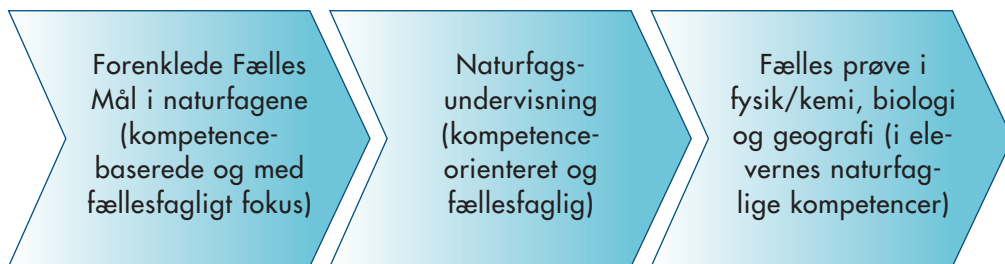 Forenklede Fælles
Mål i naturfagene
(kompetence-
baserede og med
fællesfagligt fokus)
Naturfags-
undervisning
(kompetence-
orienteret og
fællesfaglig)
Fælles prøve i
fysik/kemi, biologi
og geografi (i ele-
vernes naturfag-
lige kompetencer)